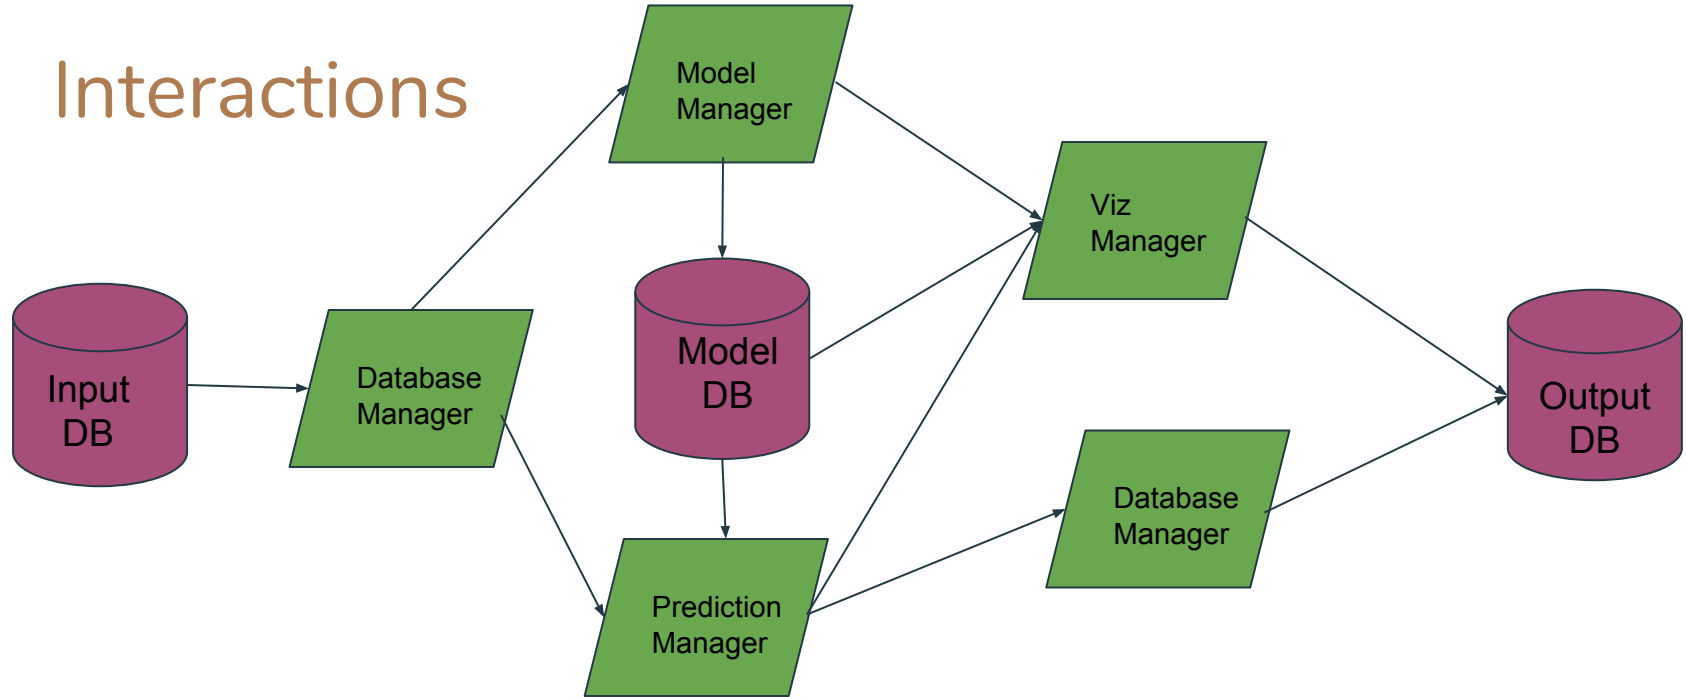 Interactions
Model
Manager
Viz
Manager
Input
DB
Database
Manager
Model
DB
Output
DB
Database
Manager
Prediction
Manager